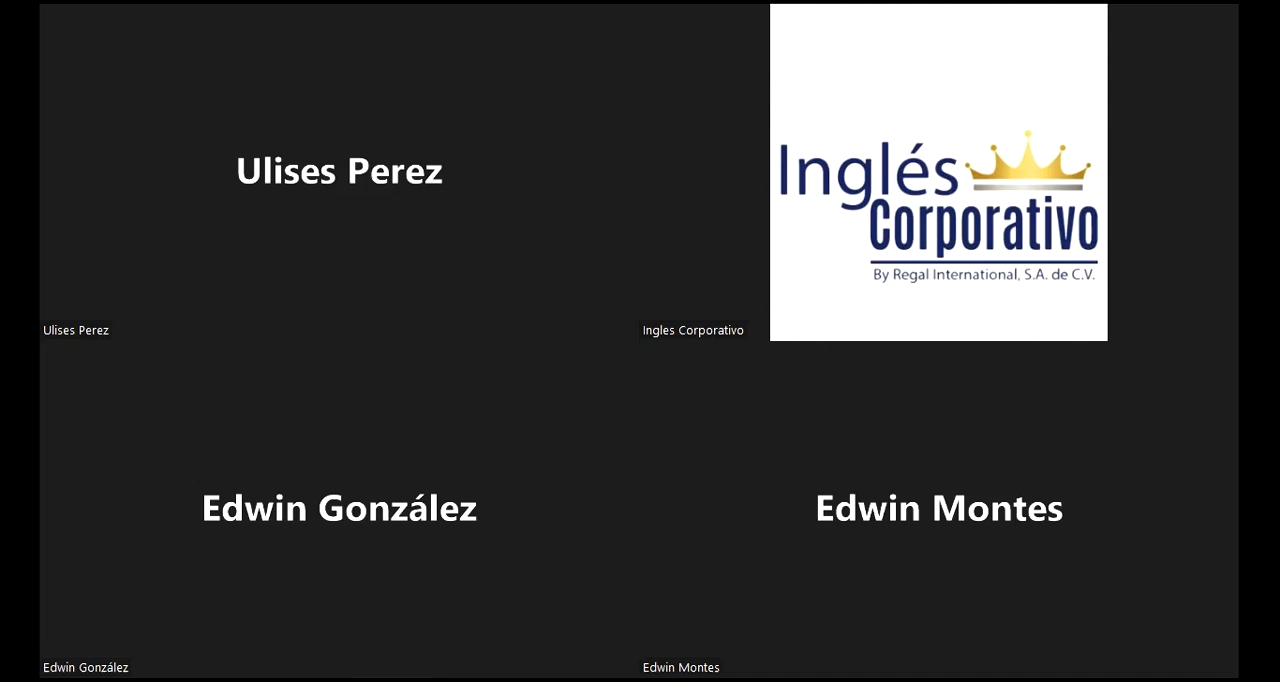 Ulises Perez
Inglés
Corporativo
By Regal International, S.A. de C.V.
Ulises Perez
Ingles Corporativo
Edwin González
Edwin Montes
Edwin González
Edwin Montes